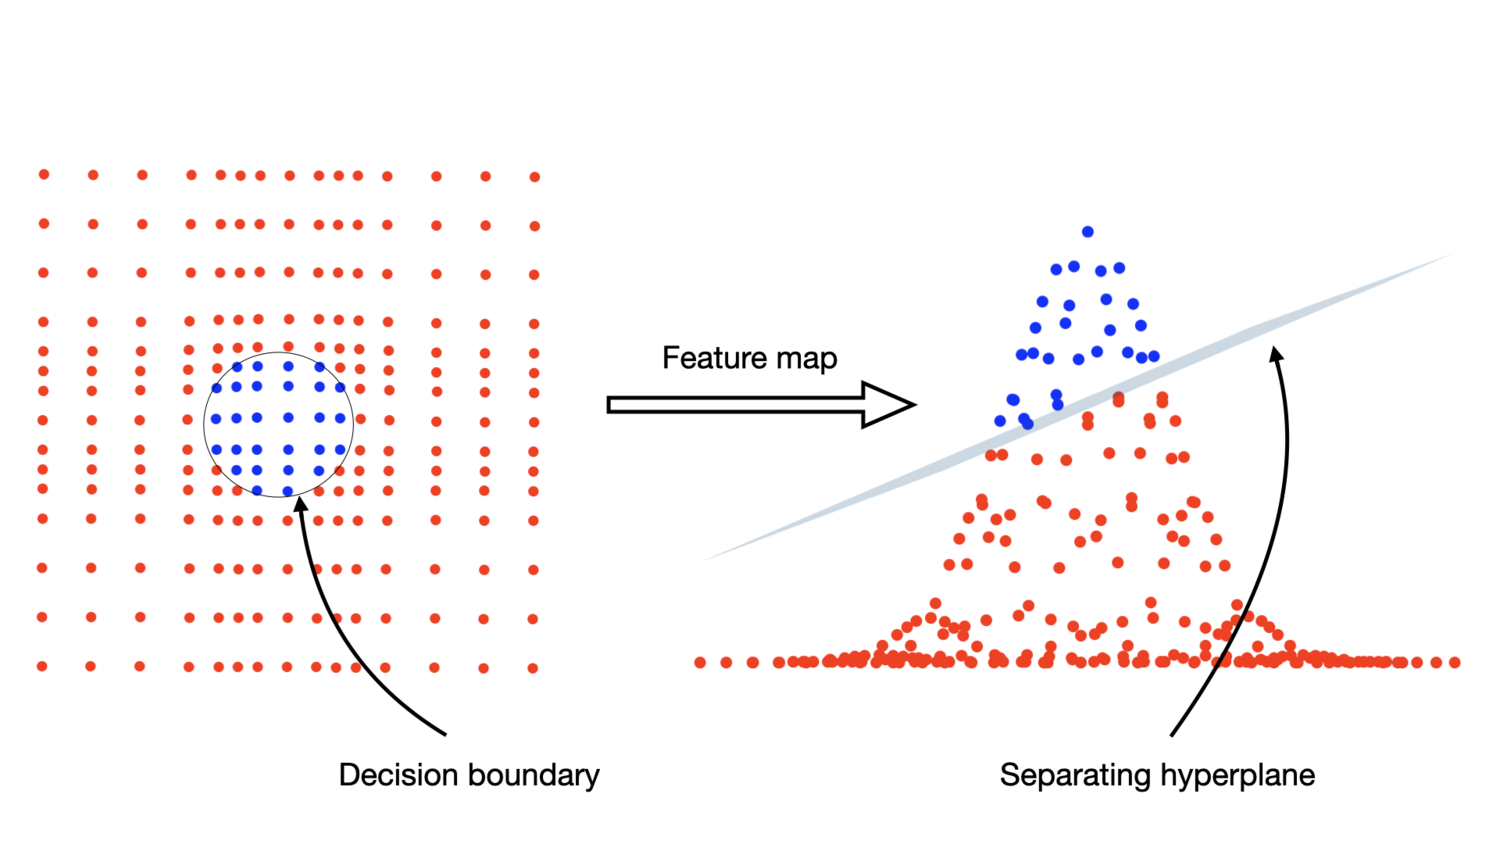 Feature map
Decision boundary
Separating hyperplane